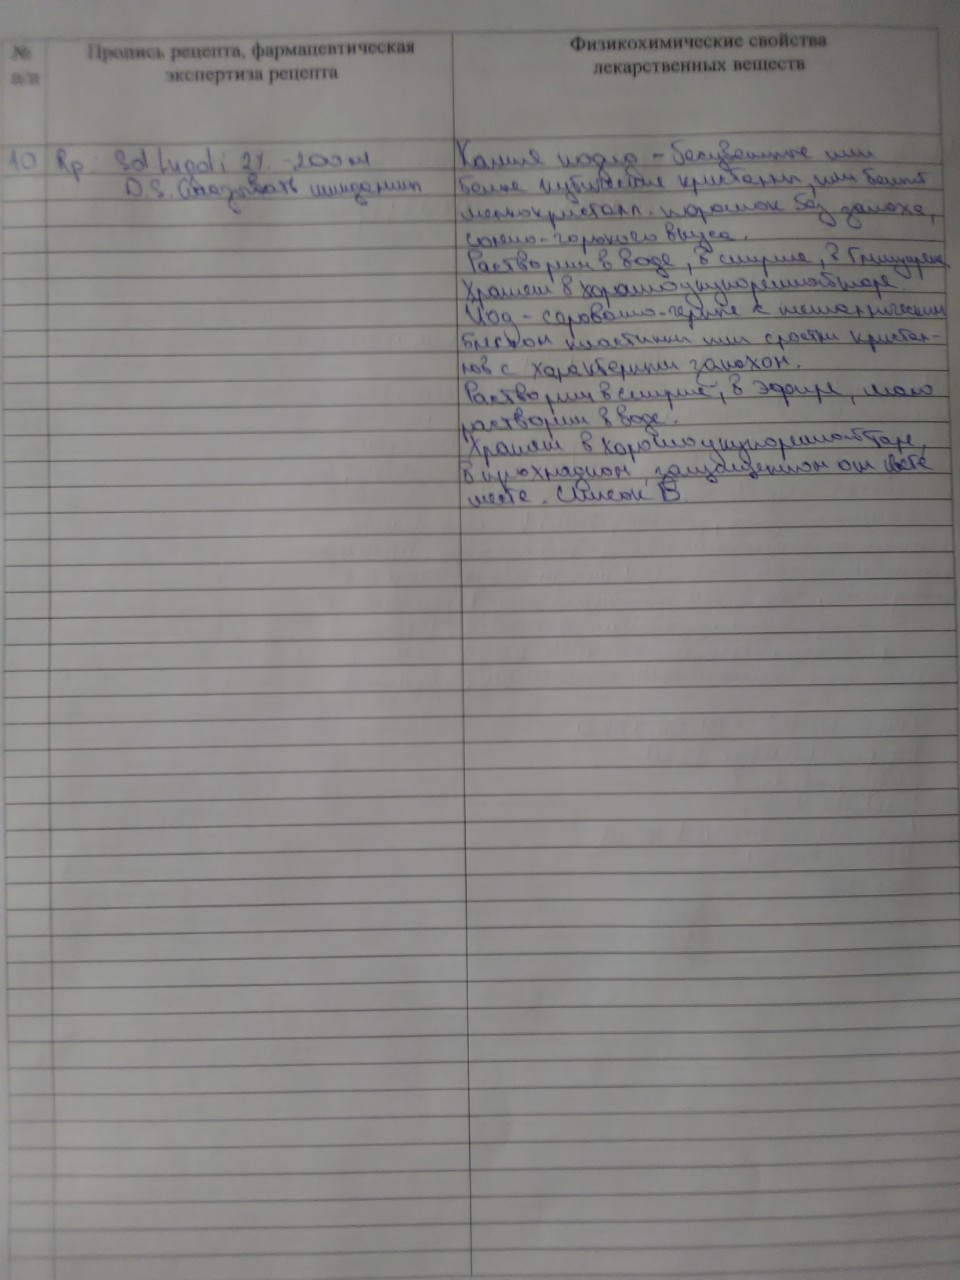 № п/п
Пропись рецепта, фармацевтическая экспертиза рецепта
Физикохимические свойства лекарственных веществ
10 Rp: Sol Lugoli 2% - 200 ml
D.S. Смазывать миндалины
Калия иодид - бесцветные или
белые кубические кристаллы, или белый
мелкокристалл. порошок без запаха,
солено-горького вкуса.
Растворим в воде, в спирте, в глицерине.
Хранят в хорошо укупоренной таре.
Иод - серовато-черные с металлическим
блеском пластинки или сростки кристал-
лов с характерным запахом.
Растворим в спирте, в эфире, мало
растворим в воде.
Хранят в хорошо укупоренной таре,
в прохладном, защищенном от света
месте. Список В.